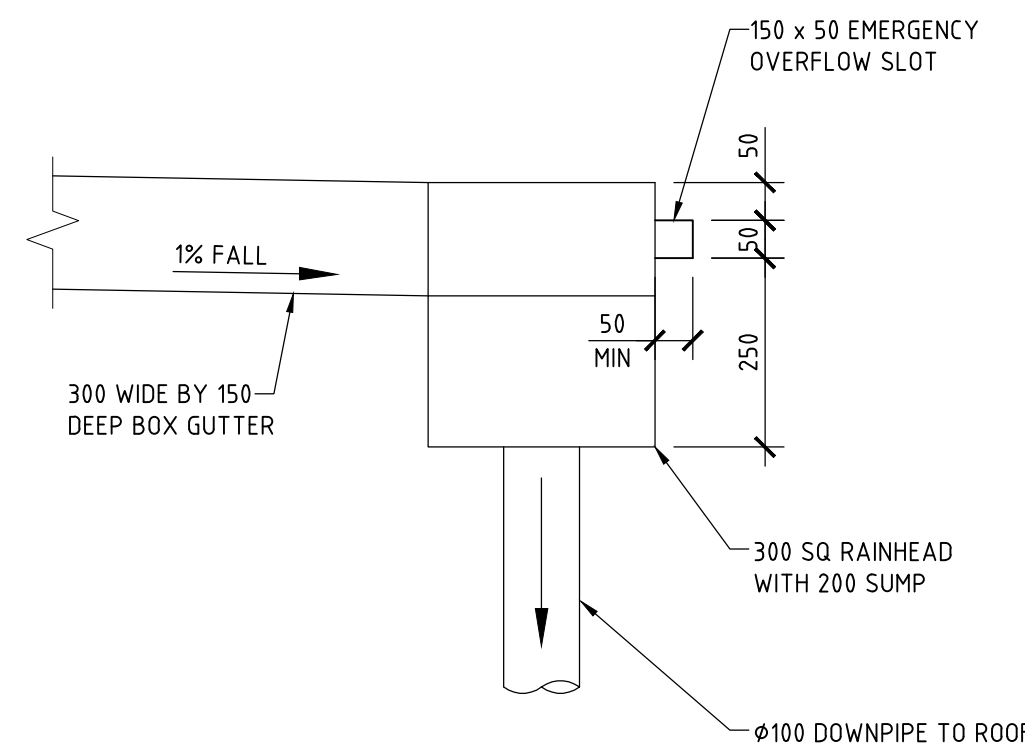 150 x 50 EMERGENCY
OVERFLOW SLOT
50
50
250
1% FALL
50
MIN
300 WIDE BY 150
DEEP BOX GUTTER
300 SQ RAINHEAD
WITH 200 SUMP
Ø100 DOWNPIPE TO ROOF